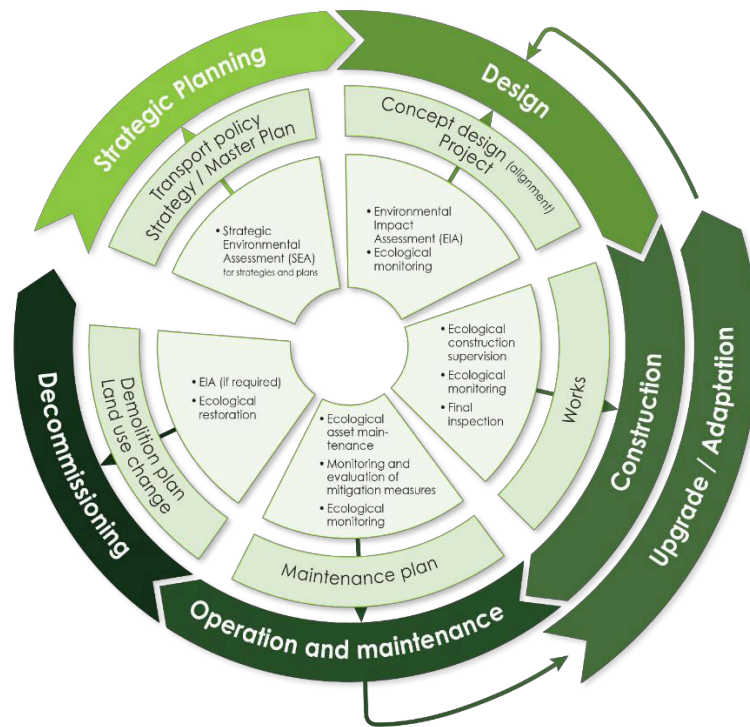 Strategic Planning
Transport policy
Strategy / Master Plan
• Strategic
Environmental
Assessment (SEA)
for strategies and plans
Design
Concept design (alignment)
Project
• Environmental
Impact
Assessment (EIA)
• Ecological
monitoring
Construction
Works
• Ecological
construction
supervision
• Ecological
monitoring
• Final
inspection
Upgrade / Adaptation
Operation and maintenance
Maintenance plan
• Ecological
asset main-
tenance
• Monitoring and
evaluation of
mitigation measures
• Ecological
monitoring
Decommissioning
Demolition plan
Land use change
• EIA (if required)
• Ecological
restoration